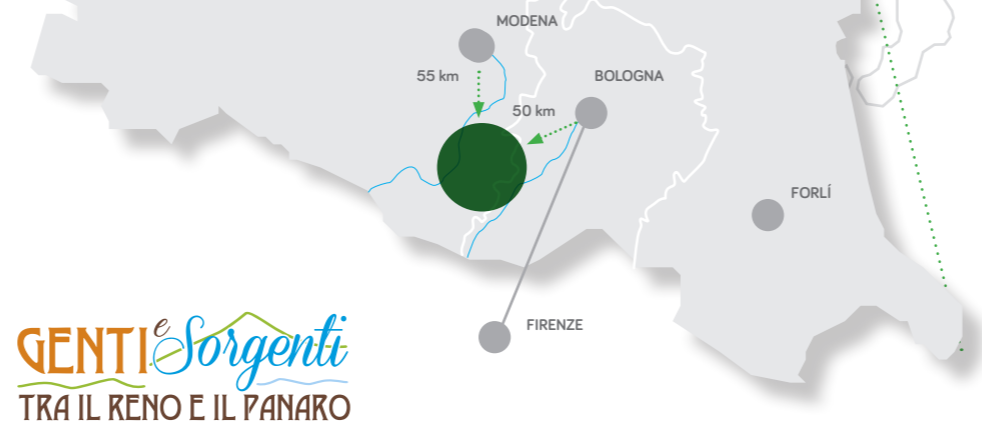 MODENA
55 km
BOLOGNA
50 km
FORLÍ
FIRENZE
GENTI e Sorgenti
TRA IL RENO E IL PANARO